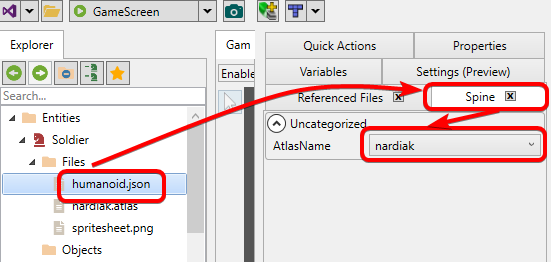 GameScreen
Explorer
Search...
Entities
Soldier
Files
humanoid.json
nardiak.atlas
spritesheet.png
Objects
Gam
Enable
Quick Actions
Properties
Variables
Settings (Preview)
Referenced Files
Spine
Uncategorized
AtlasName
nardiak